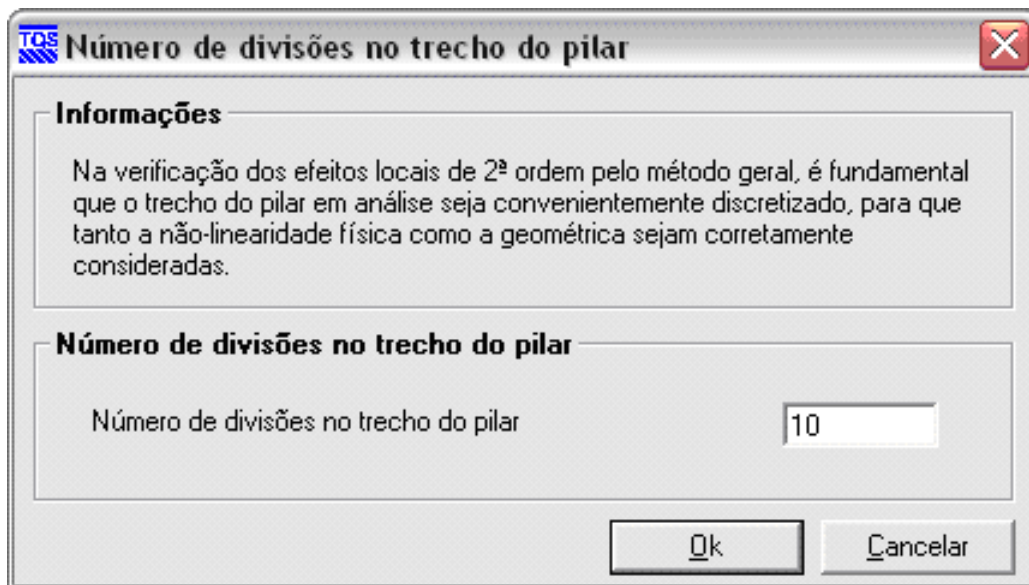 TQS Número de divisões no trecho do pilar
Informações
Na verificação dos efeitos locais de 2ª ordem pelo método geral, é fundamental
que o trecho do pilar em análise seja convenientemente discretizado, para que
tanto a não-linearidade física como a geométrica sejam corretamente
consideradas.
Número de divisões no trecho do pilar
Número de divisões no trecho do pilar 10
Ok Cancelar